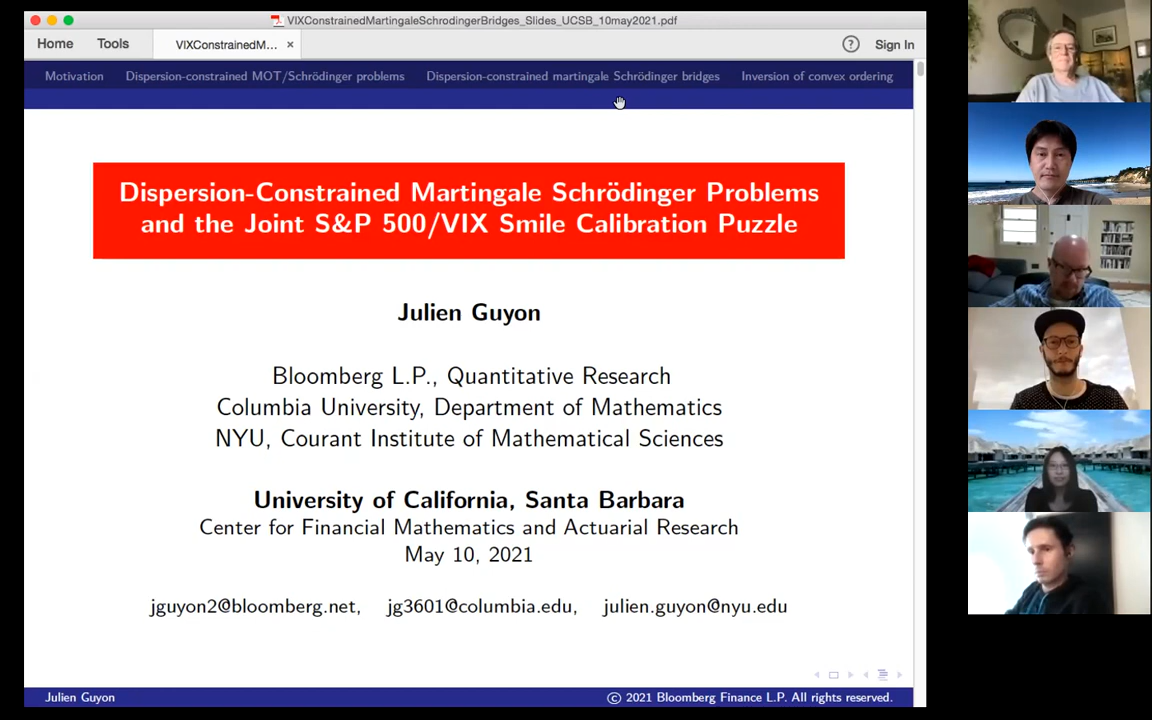 VIXConstrainedMartingaleSchrodingerBridges_Slides_UCSB_10may2021.pdf
Home Tools VIXConstrainedM... × ? Sign In
Motivation Dispersion-constrained MOT/Schrödinger problems Dispersion-constrained martingale Schrödinger bridges Inversion of convex ordering
Dispersion-Constrained Martingale Schrödinger Problems
and the Joint S&P 500/VIX Smile Calibration Puzzle
Julien Guyon
Bloomberg L.P., Quantitative Research
Columbia University, Department of Mathematics
NYU, Courant Institute of Mathematical Sciences
University of California, Santa Barbara
Center for Financial Mathematics and Actuarial Research
May 10, 2021
jguyon2@bloomberg.net, jg3601@columbia.edu, julien.guyon@nyu.edu
Julien Guyon © 2021 Bloomberg Finance L.P. All rights reserved.